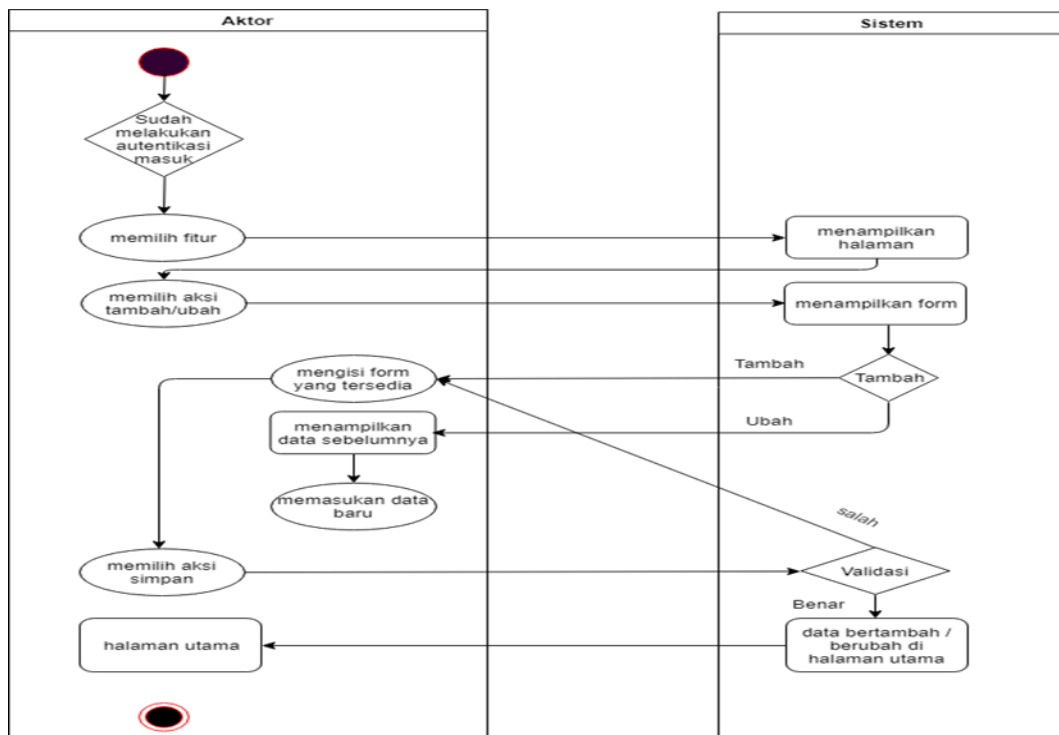 Aktor
Sistem
Sudah
melakukan
autentikasi
masuk
memilih fitur
menampilkan
halaman
memilih aksi
tambah/ubah
menampilkan form
Tambah
Tambah
mengisi form
yang tersedia
Ubah
menampilkan
data sebelumnya
memasukan data
baru
salah
memilih aksi
simpan
Validasi
Benar
halaman utama
data bertambah /
berubah di
halaman utama